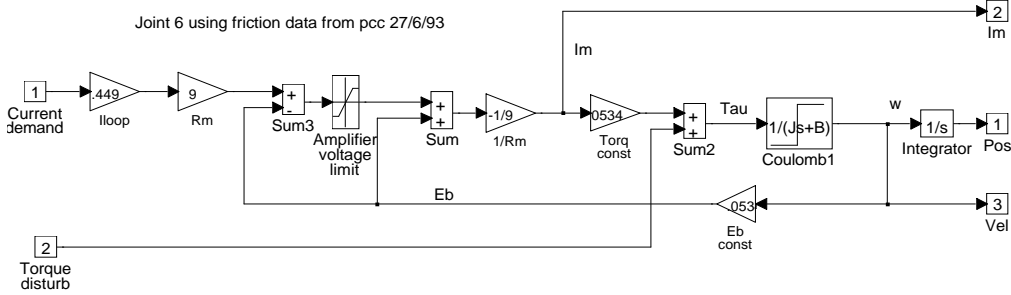 Joint 6 using friction data from pcc 27/6/93
2
Im
Im
1
Current
demand
.449
Iloop
9
Rm
+
-
Sum3
Amplifier
voltage
limit
+
+
Sum
-1/9
1/Rm
0534
Torq
const
+
+
Sum2
Tau
1/(Js+B)
Coulomb1
w
1/s
Integrator
1
Pos
Eb
.053
Eb
const
3
Vel
2
Torque
disturb